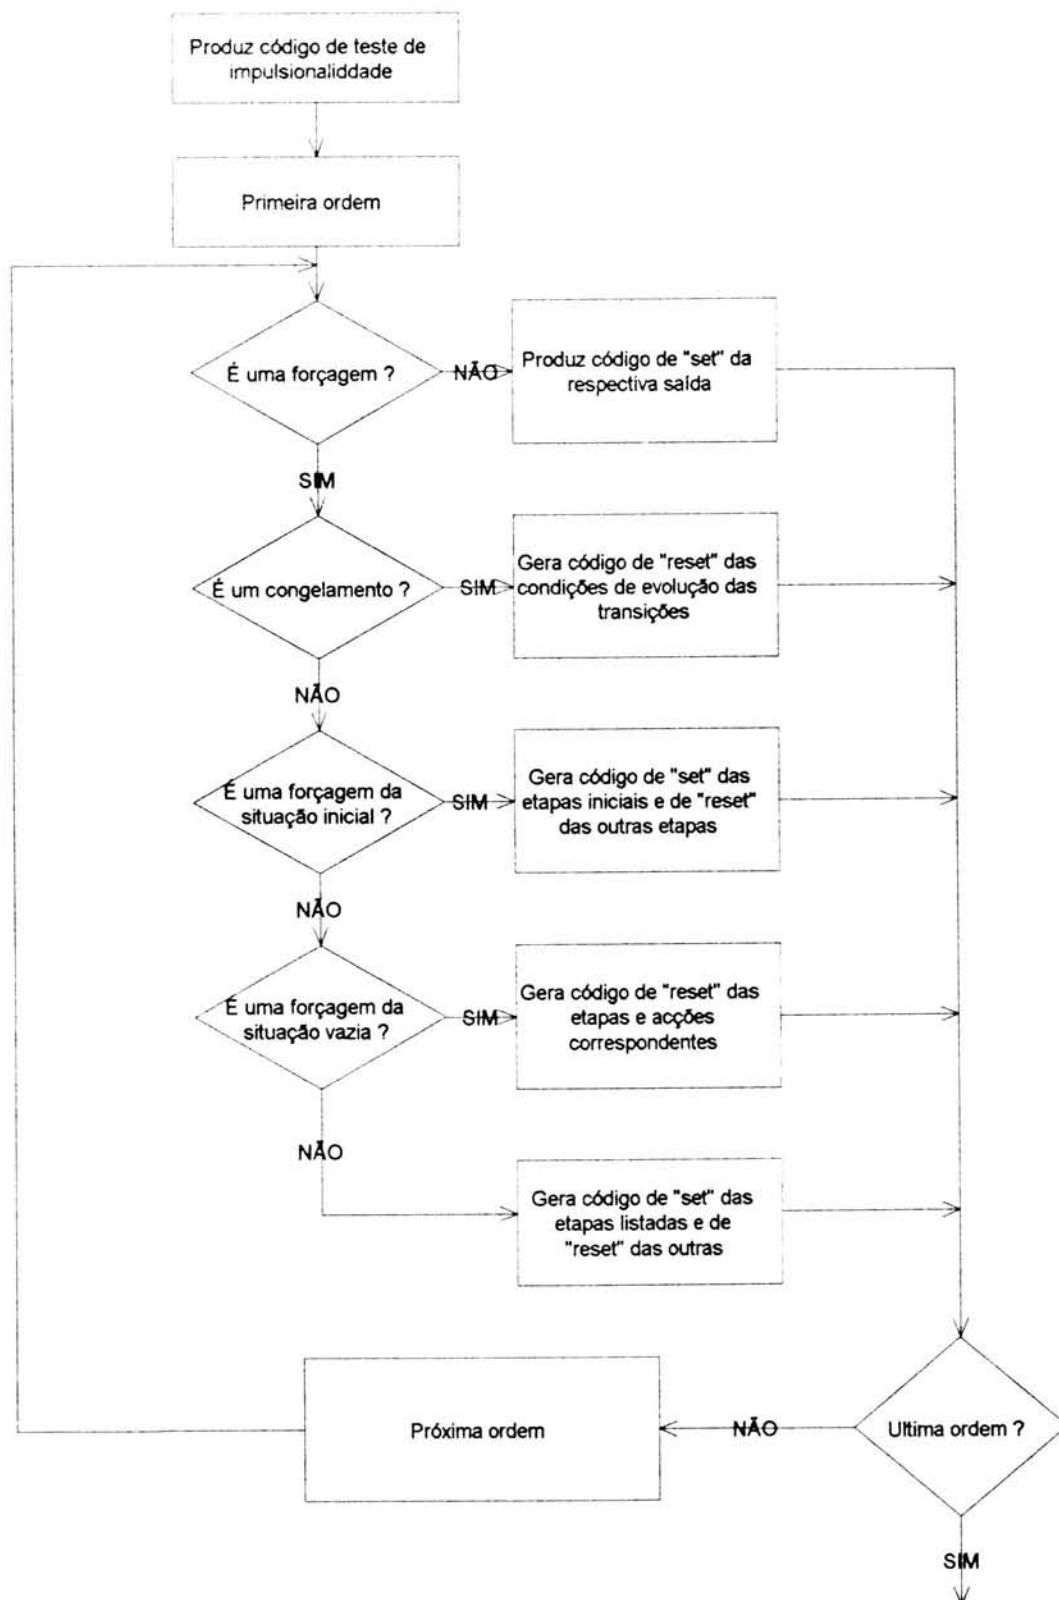 Produz código de teste de
impulsionaliddade
Primeira ordem
É uma forçagem ?
NÃO
Produz código de "set" da
respectiva saída
SIM
É um congelamento ?
SIM
Gera código de "reset" das
condições de evolução das
transições
NÃO
É uma forçagem da
situação inicial ?
SIM
Gera código de "set" das
etapas iniciais e de "reset"
das outras etapas
NÃO
É uma forçagem da
situação vazia ?
SIM
Gera código de "reset" das
etapas e acções
correspondentes
NÃO
Gera código de "set" das
etapas listadas e de
"reset" das outras
Próxima ordem
NÃO
Ultima ordem ?
SIM